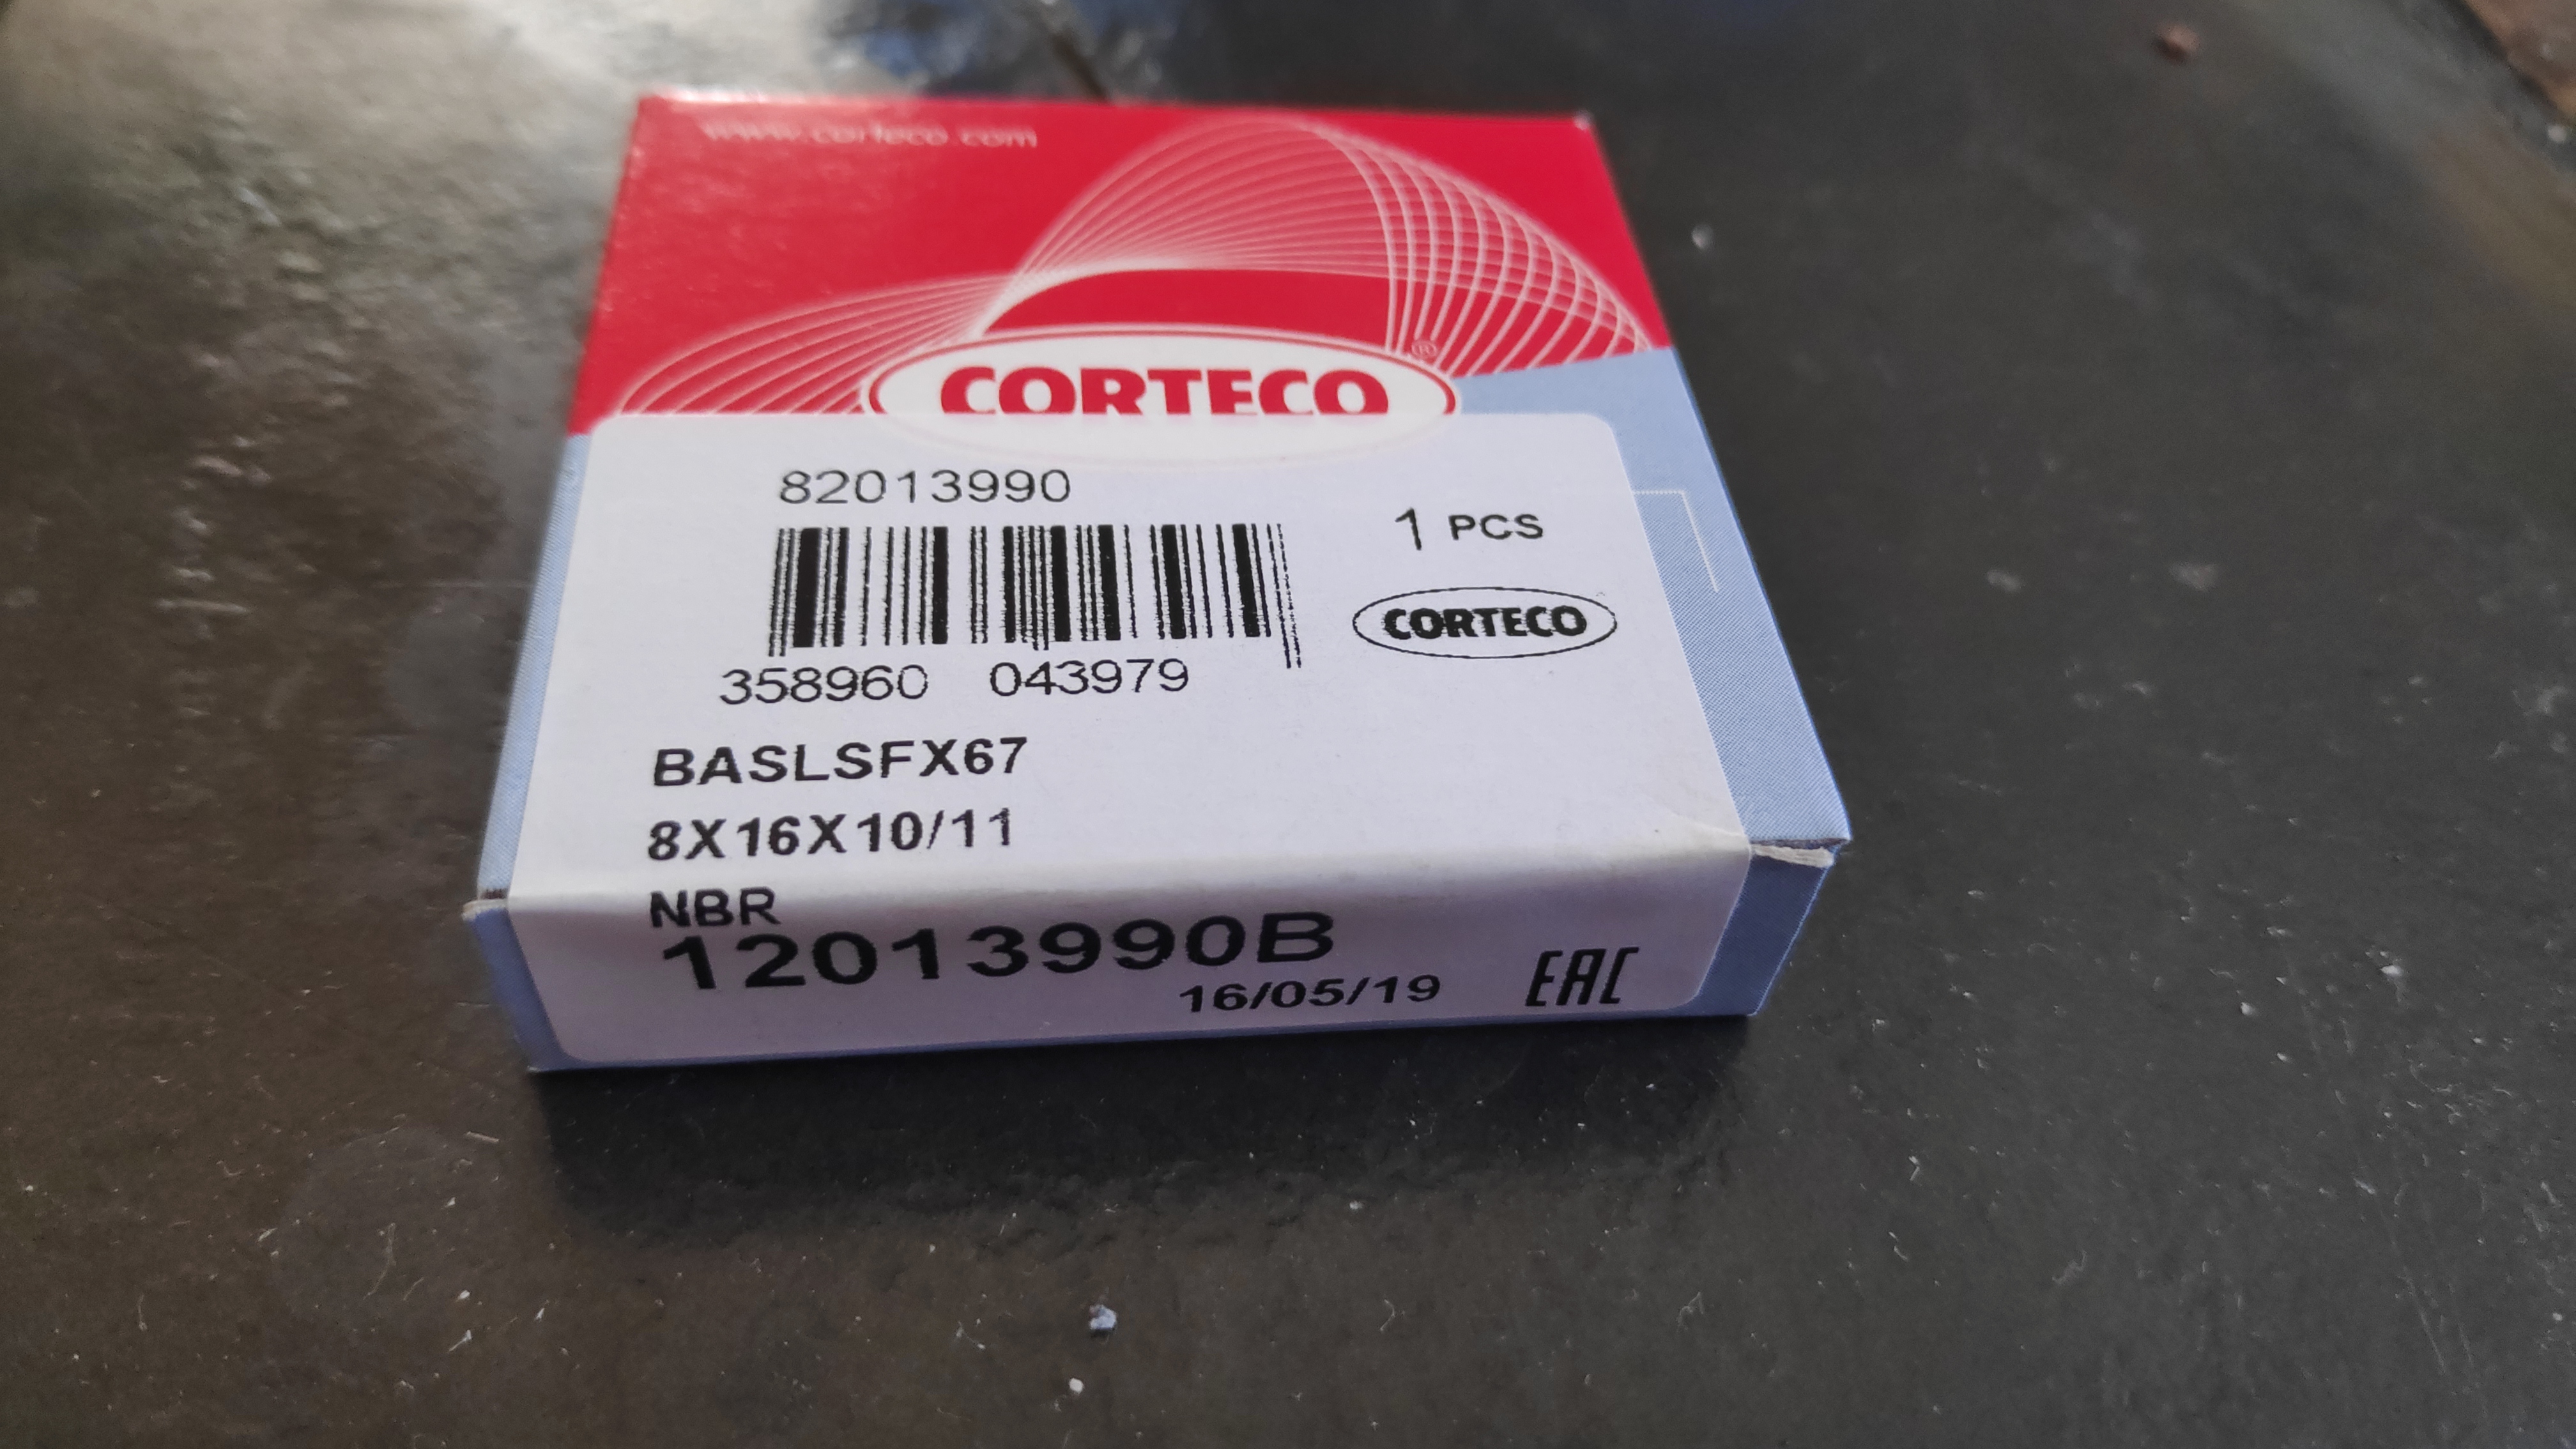 www.corteco.com
CORTECO®
82013990
1 PCS
CORTECO
358960 043979
BASLSFX67
8X16X10/11
NBR
12013990B
16/05/19
EAC